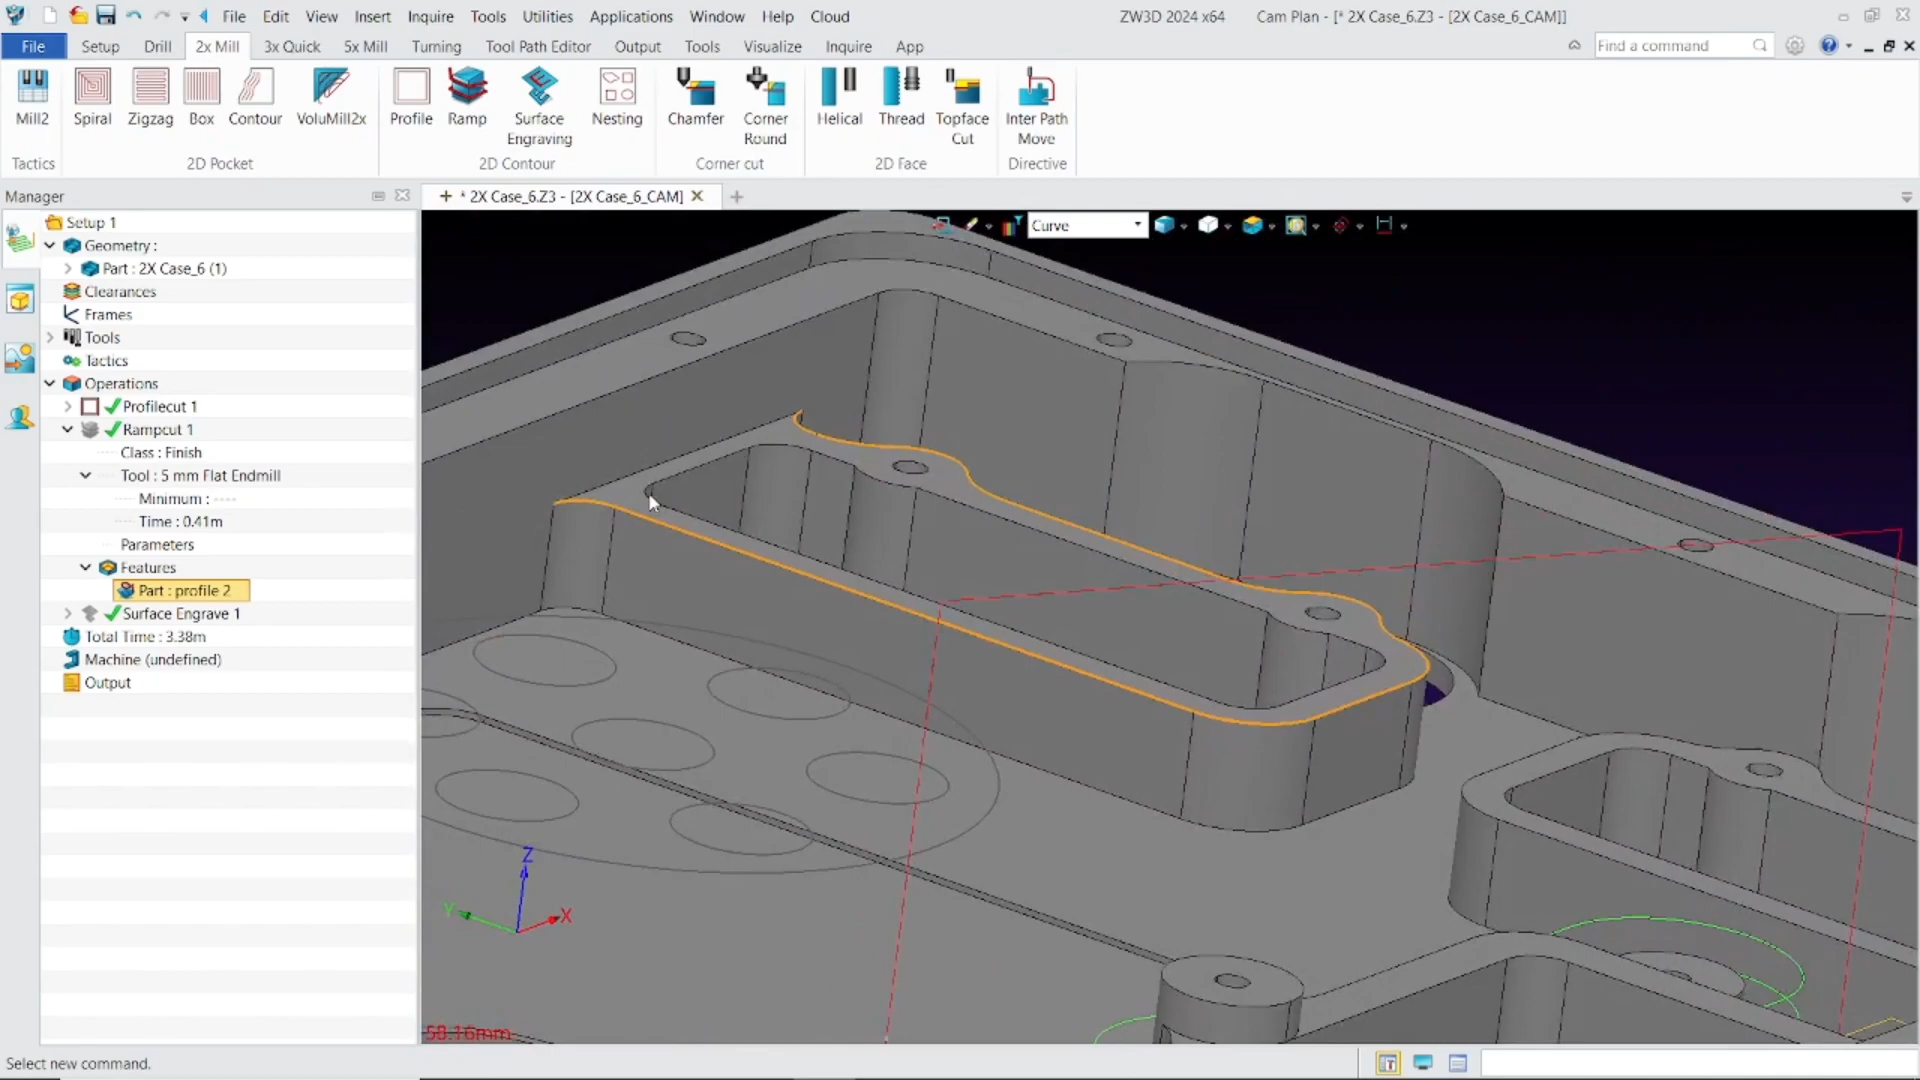 File Edit View Insert Inquire Tools Utilities Applications Window Help Cloud ZW3D 2024 x64 Cam Plan - [* 2X Case_6.Z3 - [2X Case_6_CAM]]
File Setup Drill 2x Mill 3x Quick 5x Mill Turning Tool Path Editor Output Tools Visualize Inquire App Find a command
Mill2 Spiral Zigzag Box Contour VoluMill2x Profile Ramp Surface Engraving Nesting Chamfer Corner Round Helical Thread Topface Cut Inter Path Move
Tactics 2D Pocket 2D Contour Corner cut 2D Face Directive
Manager
* 2X Case_6.Z3 - [2X Case_6_CAM]
Curve
Setup 1
Geometry :
Part : 2X Case_6 (1)
Clearances
Frames
Tools
Tactics
Operations
Profilecut 1
Rampcut 1
Class : Finish
Tool : 5 mm Flat Endmill
Minimum : ----
Time : 0.41m
Parameters
Features
Part : profile 2
Surface Engrave 1
Total Time : 3.38m
Machine (undefined)
Output
Z
Y
X
58.16mm
Select new command.